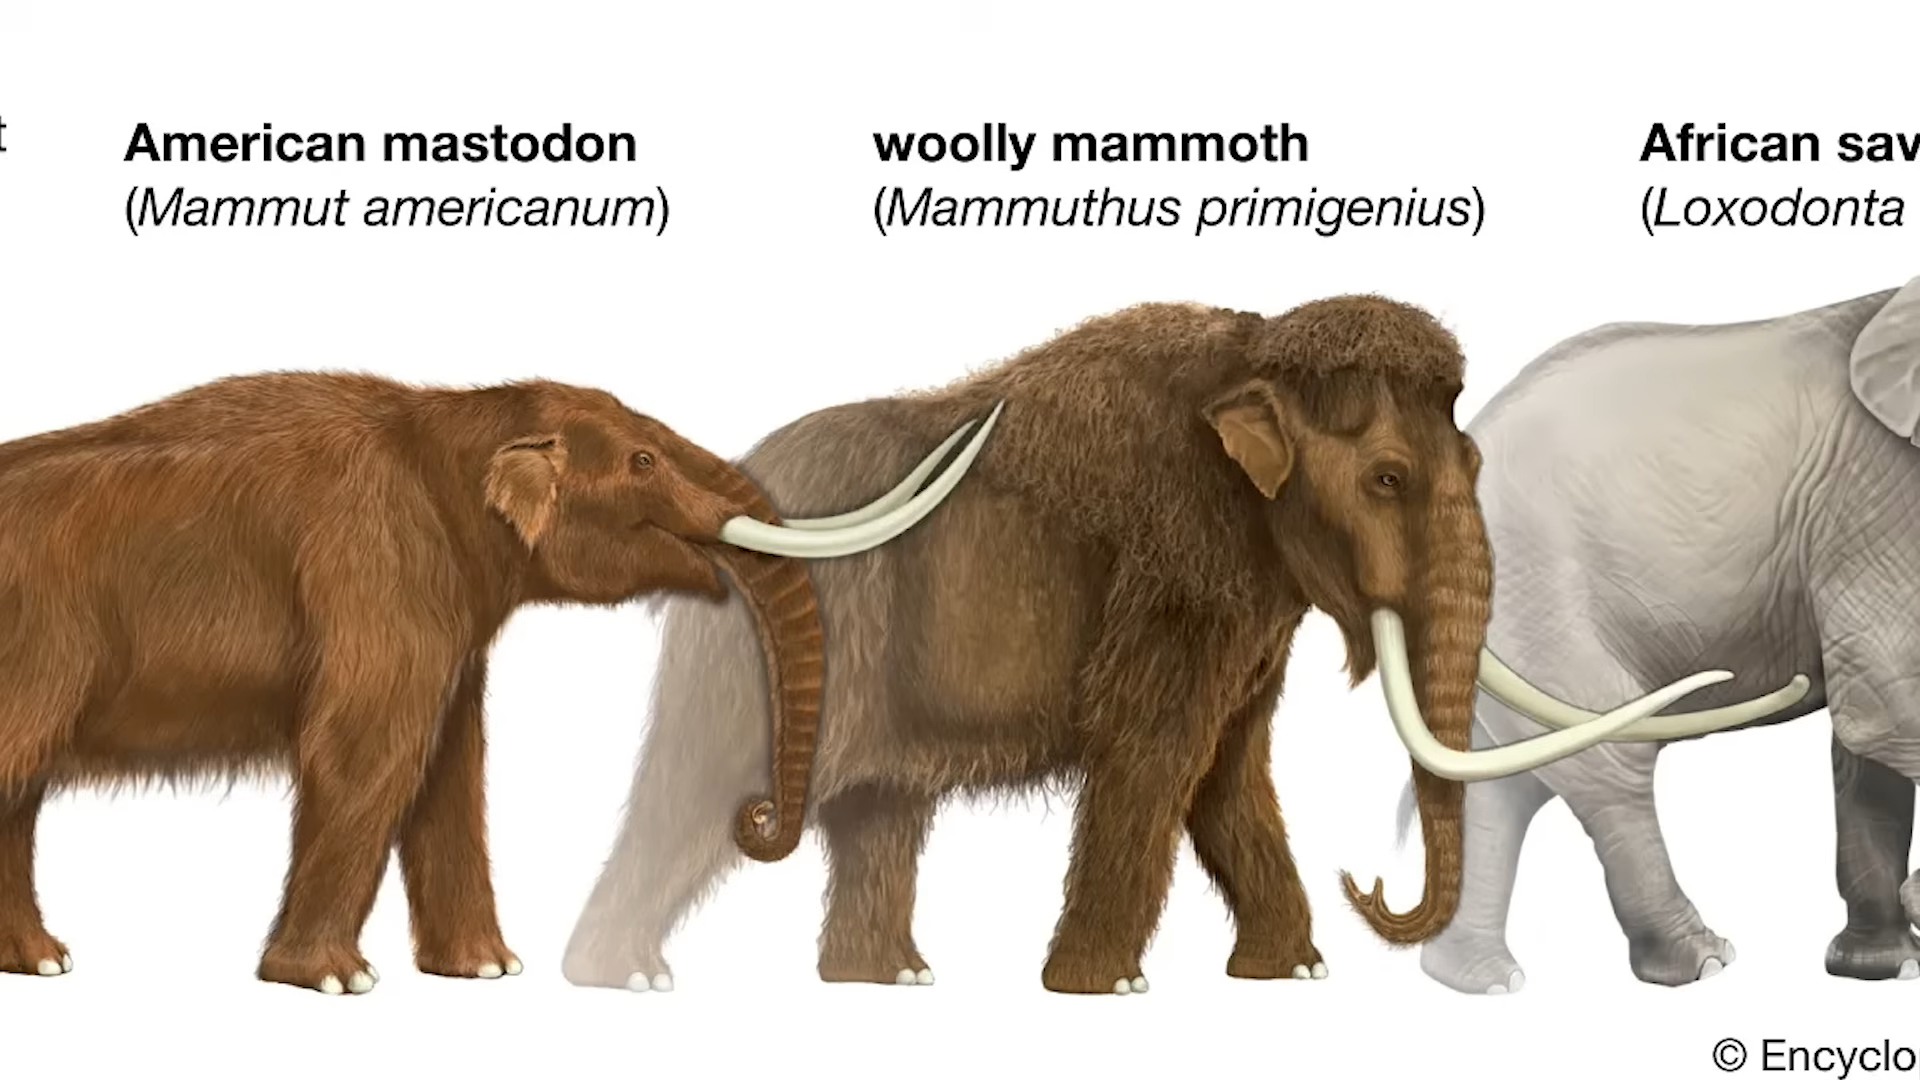 American mastodon
(Mammut americanum)
woolly mammoth
(Mammuthus primigenius)
African sav
(Loxodonta
© Encyclo